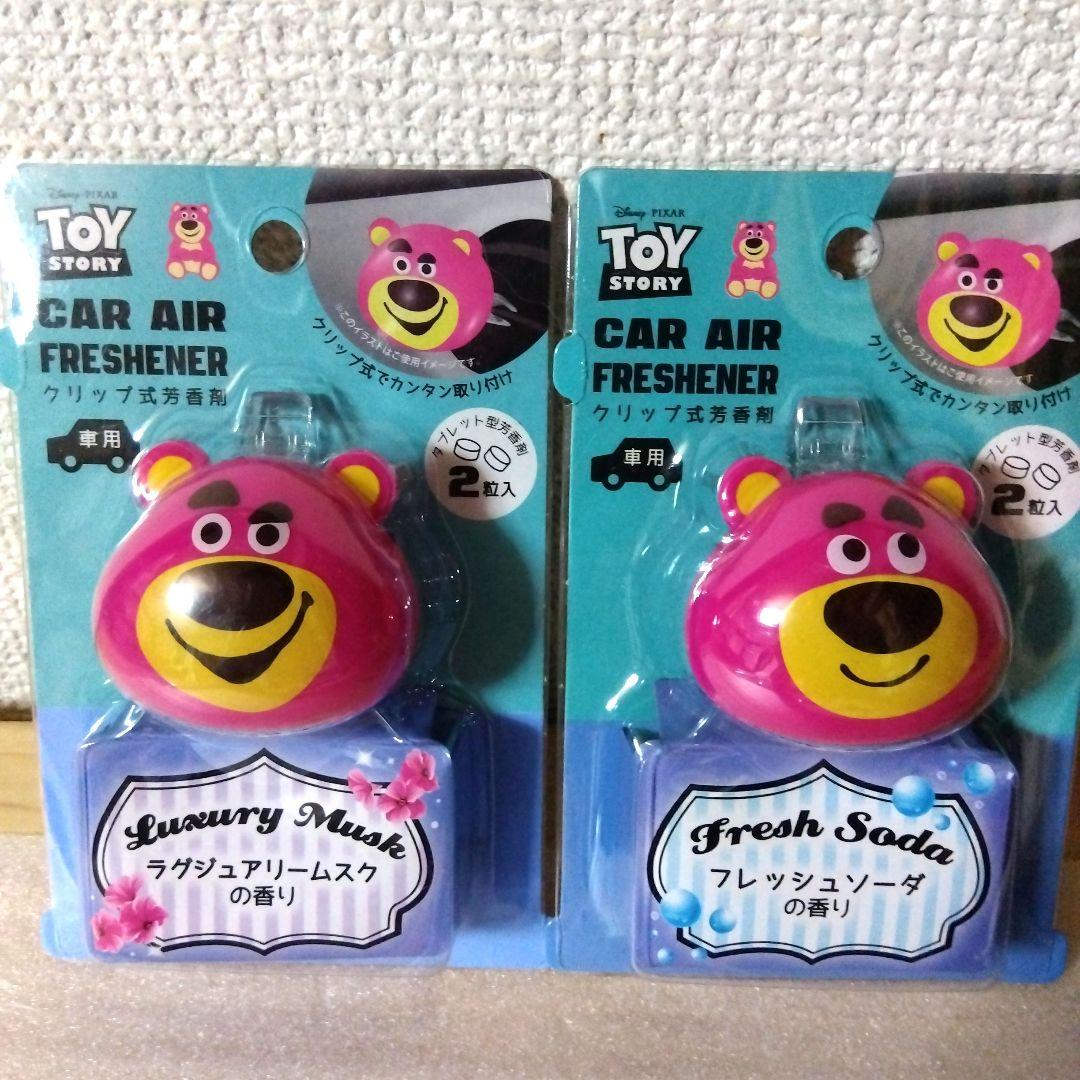 Disney PIXAR
TOY
STORY
CAR AIR
FRESHENER
クリップ式芳香剤
車用
※このイラストはご使用イメージです
クリップ式でカンタン取り付け
タブレット型芳香剤
2粒入
Luxury Musk
ラグジュアリームスク
の香り
Disney PIXAR
TOY
STORY
CAR AIR
FRESHENER
クリップ式芳香剤
車用
※このイラストはご使用イメージです
クリップ式でカンタン取り付け
タブレット型芳香剤
2粒入
Fresh Soda
フレッシュソーダ
の香り